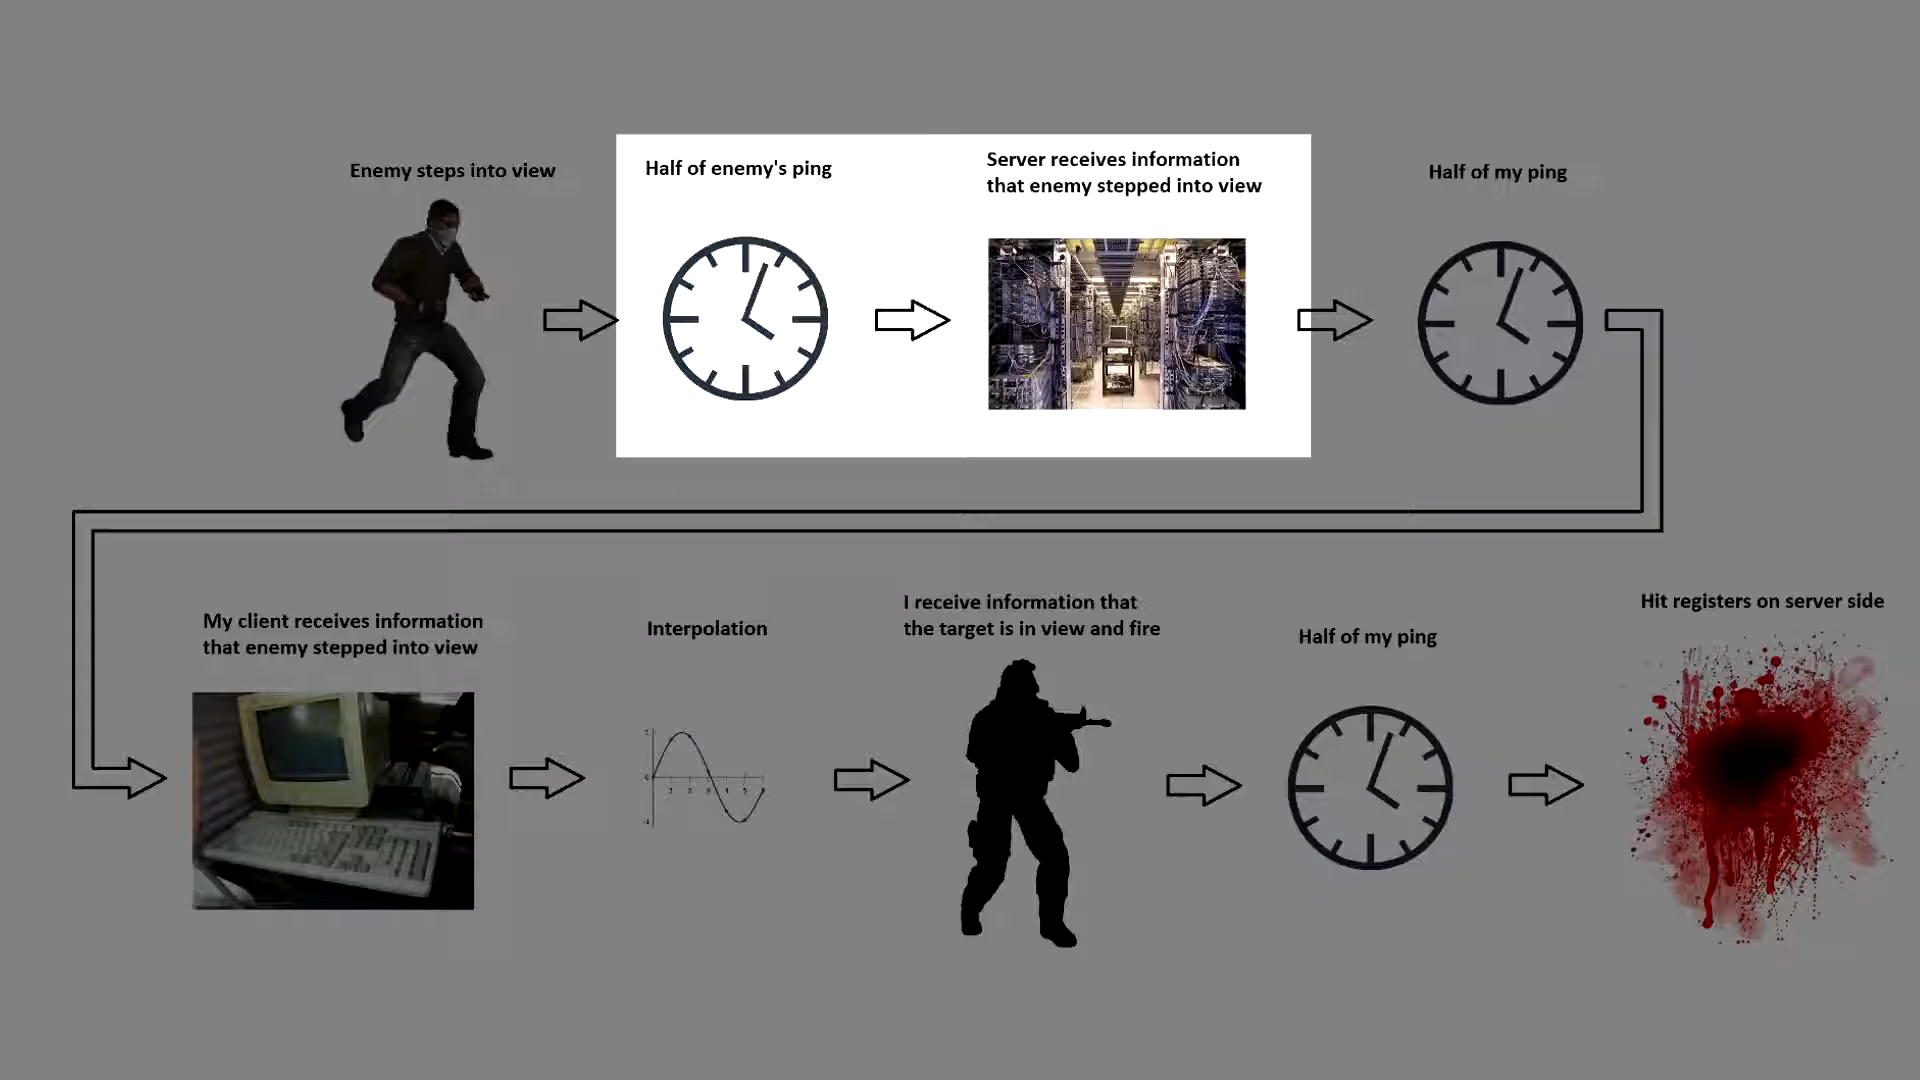 Enemy steps into view
Half of enemy's ping
Server receives information
that enemy stepped into view
Half of my ping
My client receives information
that enemy stepped into view
Interpolation
I receive information that
the target is in view and fire
Half of my ping
Hit registers on server side